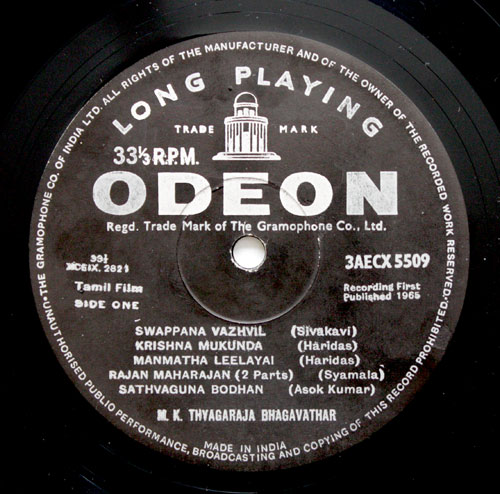 THE GRAMOPHONE CO. OF INDIA LTD. ALL RIGHTS OF THE MANUFACTURER AND OF THE OWNER OF THE RECORDED WORK RESERVED.
UNAUTHORISED PUBLIC PERFORMANCE, BROADCASTING AND COPYING OF THIS RECORD PROHIBITED.
LONG PLAYING
TRADE MARK
33⅓ R.P.M.
ODEON
Regd. Trade Mark of The Gramophone Co., Ltd.
33⅓
3AECX 5509
Tamil Film
SIDE ONE
Recording First
Published 1965
SWAPPANA VAZHVIL (Sivakavi)
KRISHNA MUKUNDA (Haridas)
MANMATHA LEELAYAI (Haridas)
RAJAN MAHARAJAN (2 Parts) (Syamala)
SATHVAGUNA BODHAN (Asok Kumar)
M. K. THYAGARAJA BHAGAVATHAR
MADE IN INDIA